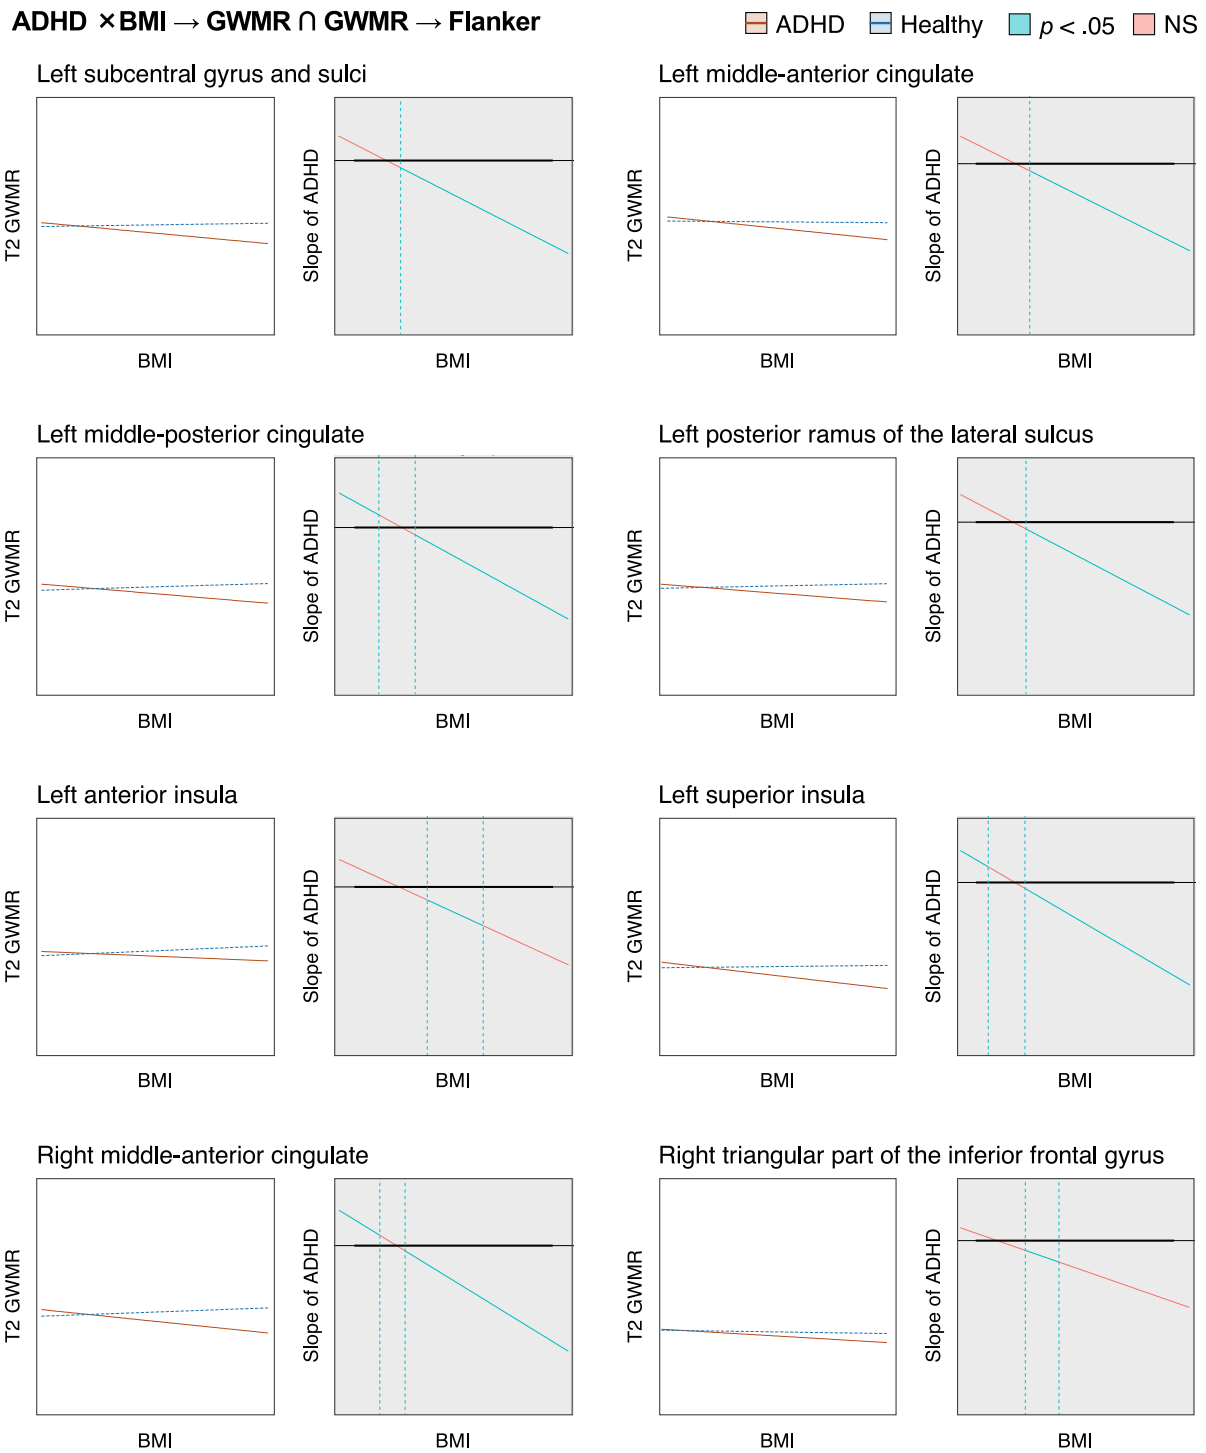 ADHD × BMI → GWMR ∩ GWMR → Flanker
ADHD Healthy p < .05 NS
Left subcentral gyrus and sulci
T2 GWMR
BMI
Slope of ADHD
BMI
Left middle-anterior cingulate
T2 GWMR
BMI
Slope of ADHD
BMI
Left middle-posterior cingulate
T2 GWMR
BMI
Slope of ADHD
BMI
Left posterior ramus of the lateral sulcus
T2 GWMR
BMI
Slope of ADHD
BMI
Left anterior insula
T2 GWMR
BMI
Slope of ADHD
BMI
Left superior insula
T2 GWMR
BMI
Slope of ADHD
BMI
Right middle-anterior cingulate
T2 GWMR
BMI
Slope of ADHD
BMI
Right triangular part of the inferior frontal gyrus
T2 GWMR
BMI
Slope of ADHD
BMI